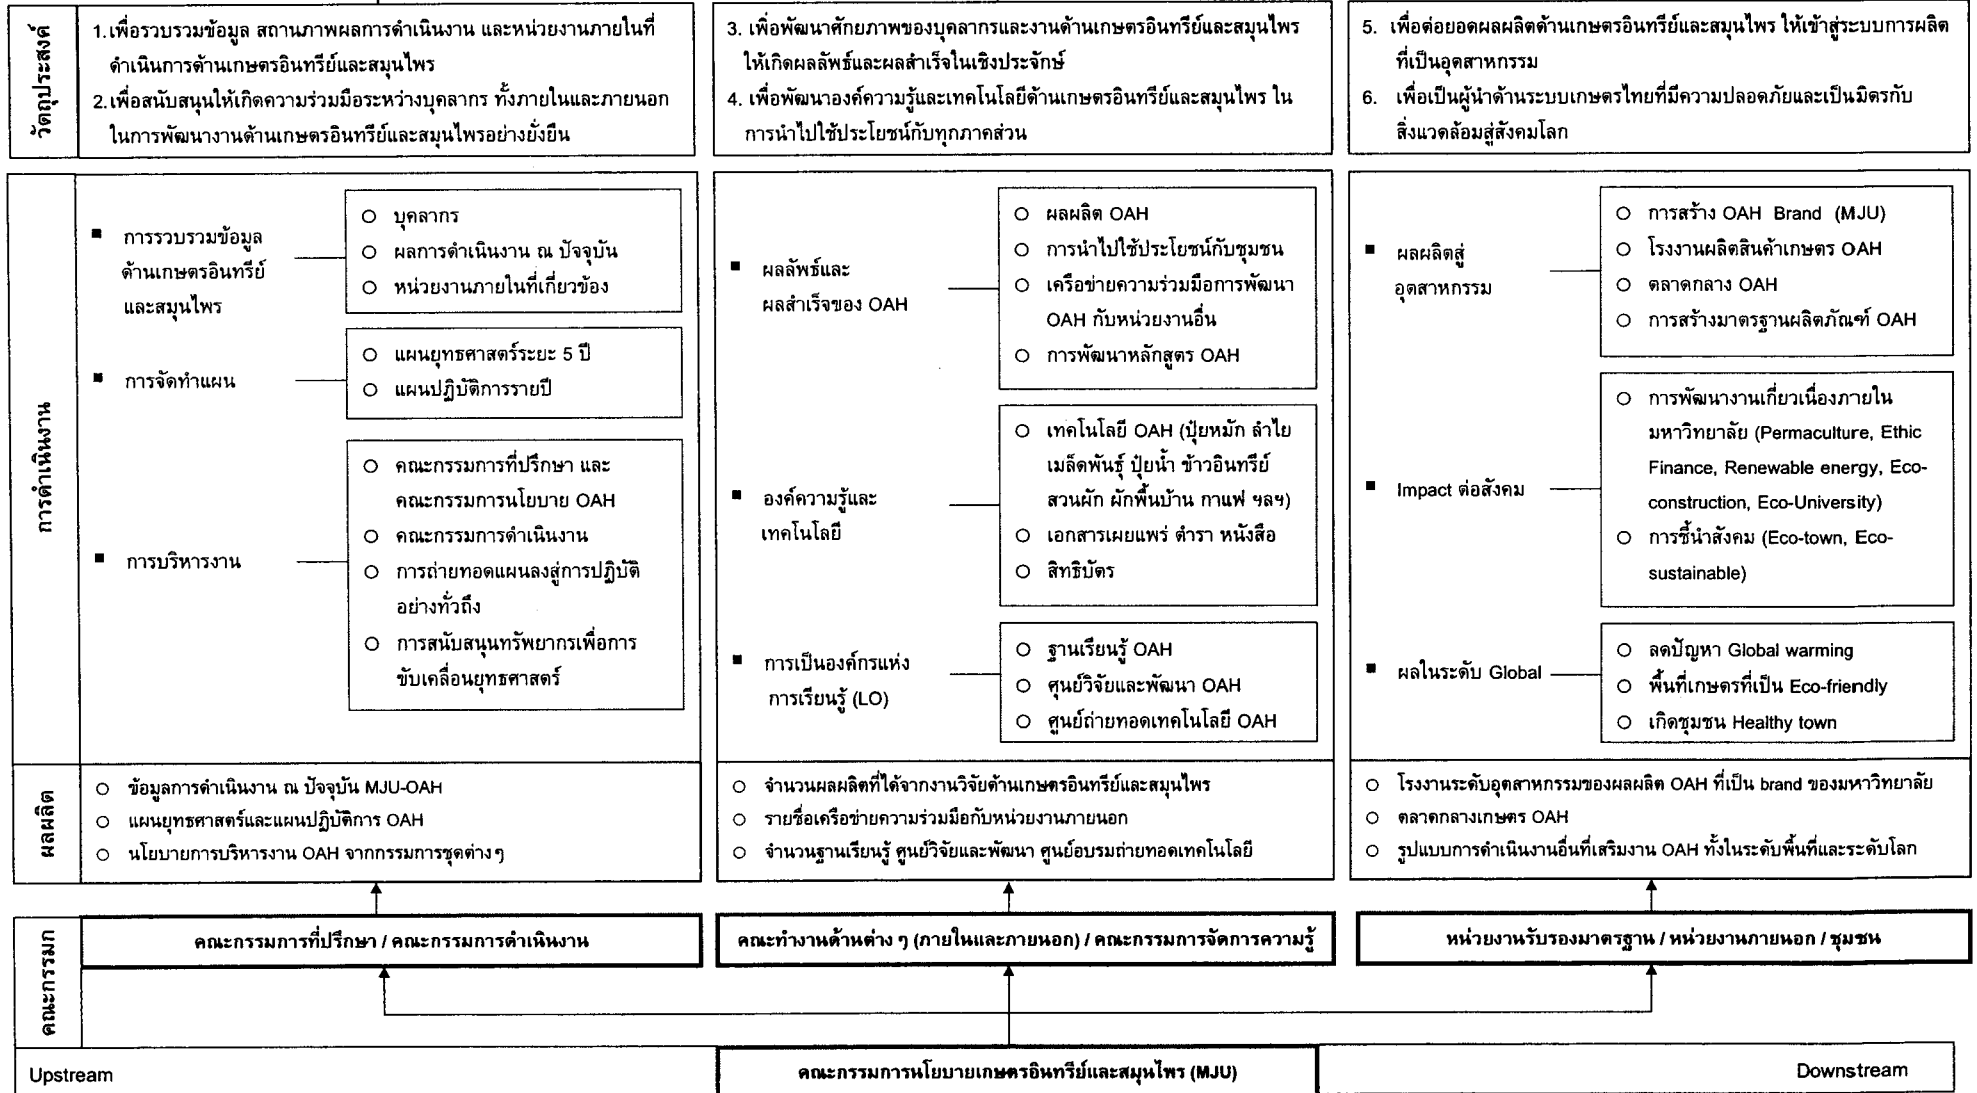 วัตถุประสงค์
1.เพื่อรวบรวมข้อมูล สถานภาพผลการดำเนินงาน และหน่วยงานภายในที่
ดำเนินการด้านเกษตรอินทรีย์และสมุนไพร
2.เพื่อสนับสนุนให้เกิดความร่วมมือระหว่างบุคลากร ทั้งภายในและภายนอก
ในการพัฒนางานด้านเกษตรอินทรีย์และสมุนไพรอย่างยั่งยืน
3. เพื่อพัฒนาศักยภาพของบุคลากรและงานด้านเกษตรอินทรีย์และสมุนไพร
ให้เกิดผลลัพธ์และผลสำเร็จในเชิงประจักษ์
4. เพื่อพัฒนาองค์ความรู้และเทคโนโลยีด้านเกษตรอินทรีย์และสมุนไพร ใน
การนำไปใช้ประโยชน์กับทุกภาคส่วน
5. เพื่อต่อยอดผลผลิตด้านเกษตรอินทรีย์และสมุนไพร ให้เข้าสู่ระบบการผลิต
ที่เป็นอุตสาหกรรม
6. เพื่อเป็นผู้นำด้านระบบเกษตรไทยที่มีความปลอดภัยและเป็นมิตรกับ
สิ่งแวดล้อมสู่สังคมโลก
การดำเนินงาน
■ การรวบรวมข้อมูล
ด้านเกษตรอินทรีย์
และสมุนไพร
○ บุคลากร
○ ผลการดำเนินงาน ณ ปัจจุบัน
○ หน่วยงานภายในที่เกี่ยวข้อง
■ การจัดทำแผน
○ แผนยุทธศาสตร์ระยะ 5 ปี
○ แผนปฏิบัติการรายปี
■ การบริหารงาน
○ คณะกรรมการที่ปรึกษา และ
คณะกรรมการนโยบาย OAH
○ คณะกรรมการดำเนินงาน
○ การถ่ายทอดแผนลงสู่การปฏิบัติ
อย่างทั่วถึง
○ การสนับสนุนทรัพยากรเพื่อการ
ขับเคลื่อนยุทธศาสตร์
■ ผลลัพธ์และ
ผลสำเร็จของ OAH
○ ผลผลิต OAH
○ การนำไปใช้ประโยชน์กับชุมชน
○ เครือข่ายความร่วมมือการพัฒนา
OAH กับหน่วยงานอื่น
○ การพัฒนาหลักสูตร OAH
■ องค์ความรู้และ
เทคโนโลยี
○ เทคโนโลยี OAH (ปุ๋ยหมัก ลำไย
เมล็ดพันธุ์ ปุ๋ยน้ำ ข้าวอินทรีย์
สวนผัก ผักพื้นบ้าน กาแฟ ฯลฯ)
○ เอกสารเผยแพร่ ตำรา หนังสือ
○ สิทธิบัตร
■ การเป็นองค์กรแห่ง
การเรียนรู้ (LO)
○ ฐานเรียนรู้ OAH
○ ศูนย์วิจัยและพัฒนา OAH
○ ศูนย์ถ่ายทอดเทคโนโลยี OAH
■ ผลผลิตสู่
อุตสาหกรรม
○ การสร้าง OAH Brand (MJU)
○ โรงงานผลิตสินค้าเกษตร OAH
○ ตลาดกลาง OAH
○ การสร้างมาตรฐานผลิตภัณฑ์ OAH
■ Impact ต่อสังคม
○ การพัฒนางานเกี่ยวเนื่องภายใน
มหาวิทยาลัย (Permaculture, Ethic
Finance, Renewable energy, Eco-
construction, Eco-University)
○ การชี้นำสังคม (Eco-town, Eco-
sustainable)
■ ผลในระดับ Global
○ ลดปัญหา Global warming
○ พื้นที่เกษตรที่เป็น Eco-friendly
○ เกิดชุมชน Healthy town
ผลผลิต
○ ข้อมูลการดำเนินงาน ณ ปัจจุบัน MJU-OAH
○ แผนยุทธศาสตร์และแผนปฏิบัติการ OAH
○ นโยบายการบริหารงาน OAH จากกรรมการชุดต่างๆ
○ จำนวนผลผลิตที่ได้จากงานวิจัยด้านเกษตรอินทรีย์และสมุนไพร
○ รายชื่อเครือข่ายความร่วมมือกับหน่วยงานภายนอก
○ จำนวนฐานเรียนรู้ ศูนย์วิจัยและพัฒนา ศูนย์อบรมถ่ายทอดเทคโนโลยี
○ โรงงานระดับอุตสาหกรรมของผลผลิต OAH ที่เป็น brand ของมหาวิทยาลัย
○ ตลาดกลางเกษตร OAH
○ รูปแบบการดำเนินงานอื่นที่เสริมงาน OAH ทั้งในระดับพื้นที่และระดับโลก
คณะกรรมก
คณะกรรมการที่ปรึกษา / คณะกรรมการดำเนินงาน
คณะทำงานด้านต่าง ๆ (ภายในและภายนอก) / คณะกรรมการจัดการความรู้
หน่วยงานรับรองมาตรฐาน / หน่วยงานภายนอก / ชุมชน
Upstream
คณะกรรมการนโยบายเกษตรอินทรีย์และสมุนไพร (MJU)
Downstream